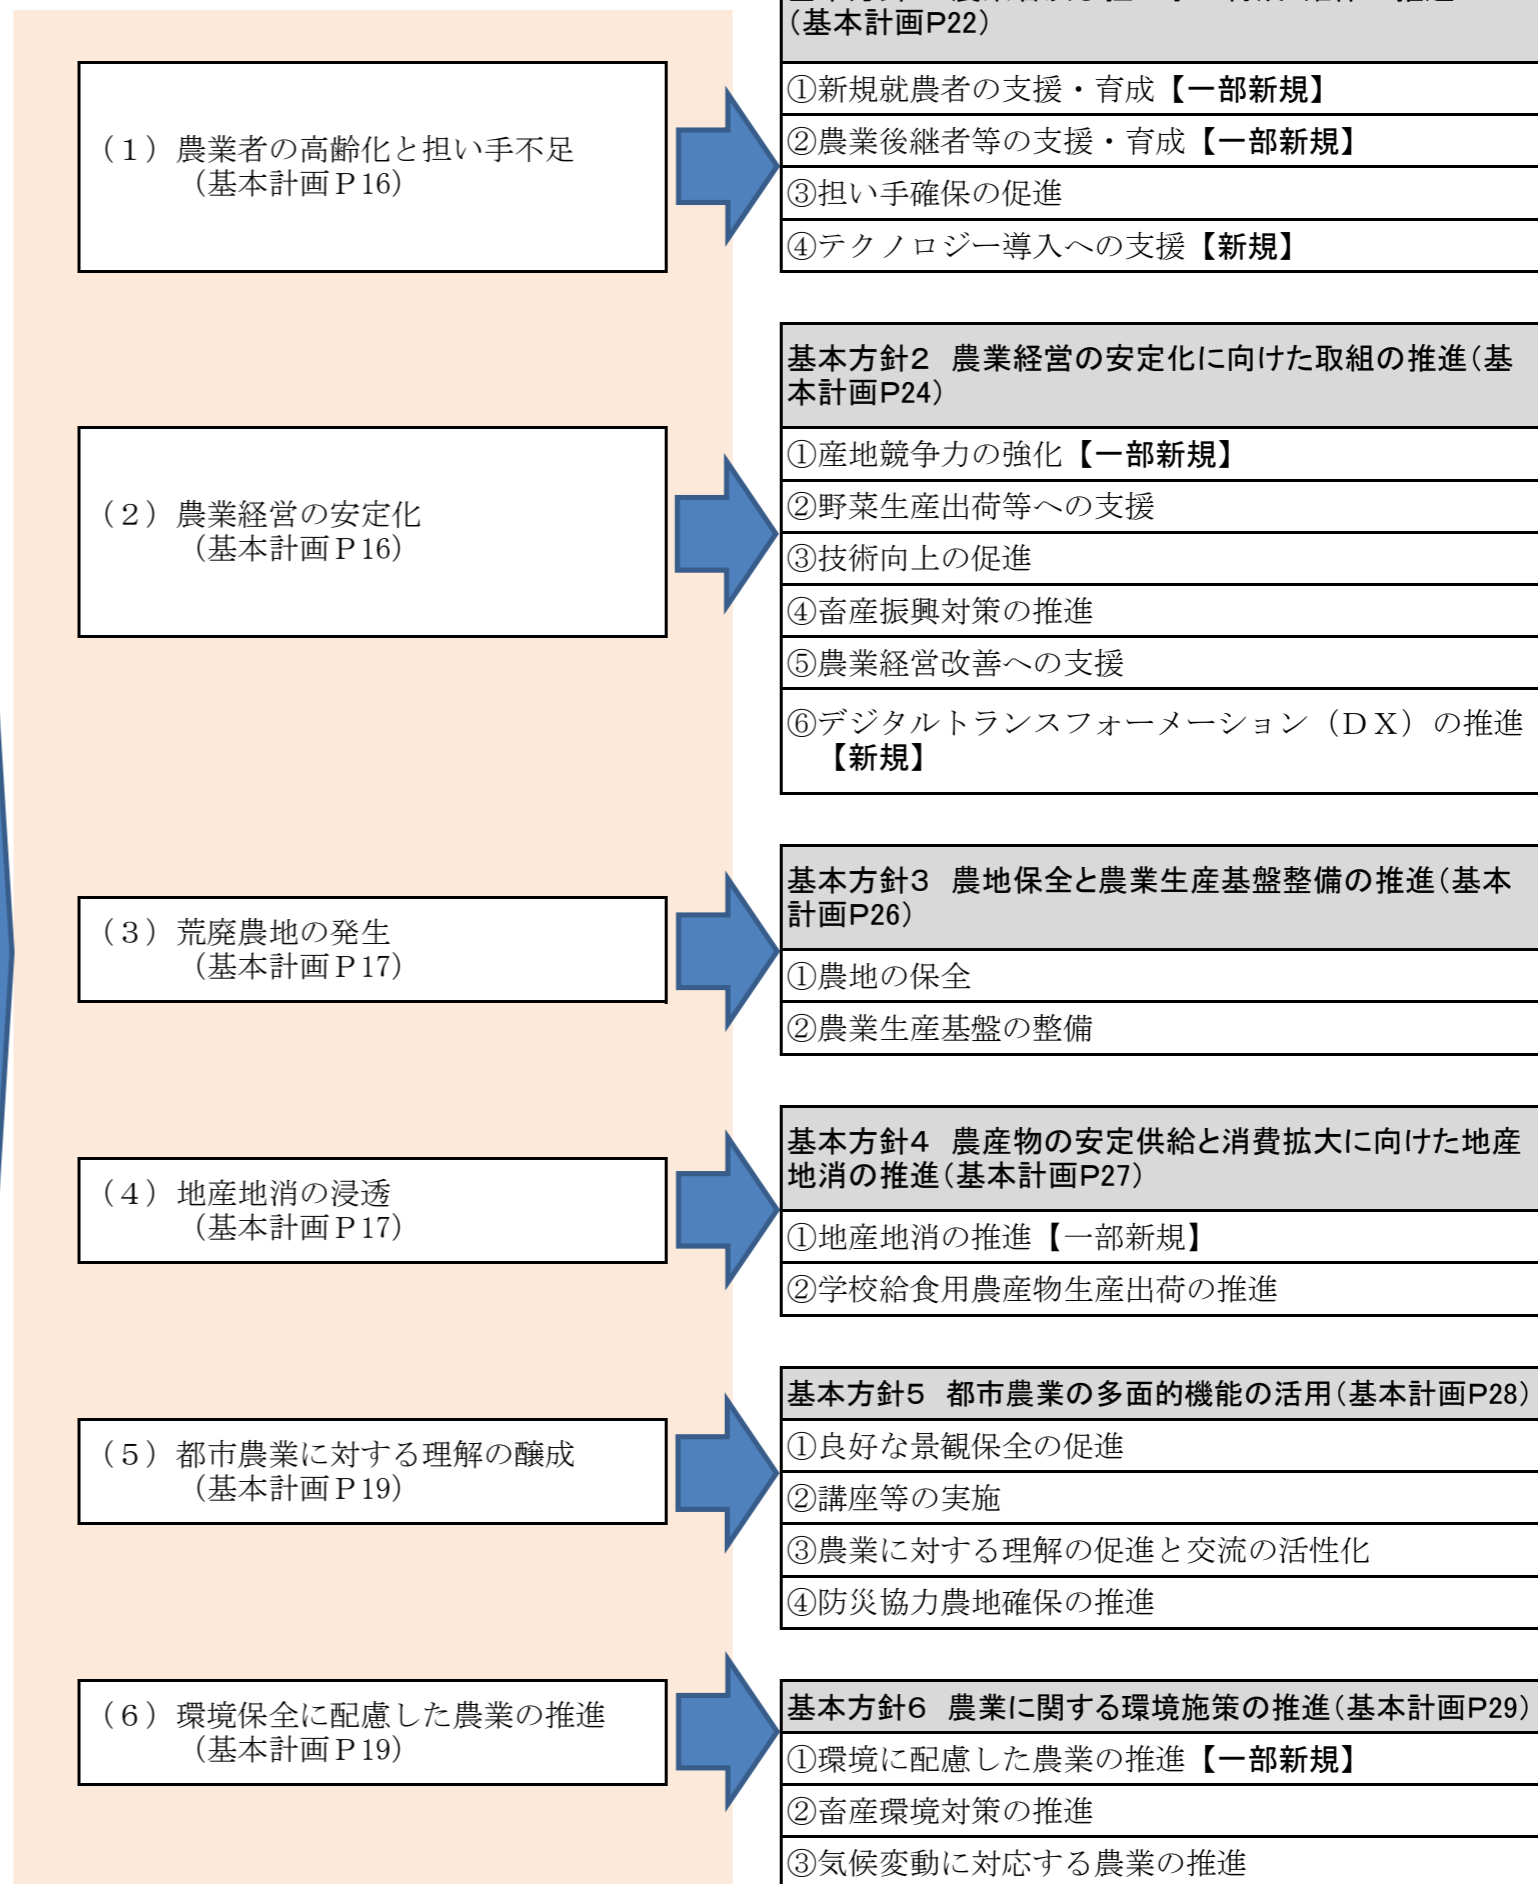 （基本計画P22）
（１）農業者の高齢化と担い手不足
（基本計画Ｐ16）
①新規就農者の支援・育成【一部新規】
②農業後継者等の支援・育成【一部新規】
③担い手確保の促進
④テクノロジー導入への支援【新規】
（２）農業経営の安定化
（基本計画Ｐ16）
基本方針２　農業経営の安定化に向けた取組の推進（基
本計画P24）
①産地競争力の強化【一部新規】
②野菜生産出荷等への支援
③技術向上の促進
④畜産振興対策の推進
⑤農業経営改善への支援
⑥デジタルトランスフォーメーション（ＤＸ）の推進
【新規】
（３）荒廃農地の発生
（基本計画Ｐ17）
基本方針３　農地保全と農業生産基盤整備の推進（基本
計画P26）
①農地の保全
②農業生産基盤の整備
（４）地産地消の浸透
（基本計画Ｐ17）
基本方針４　農産物の安定供給と消費拡大に向けた地産
地消の推進（基本計画P27）
①地産地消の推進【一部新規】
②学校給食用農産物生産出荷の推進
（５）都市農業に対する理解の醸成
（基本計画Ｐ19）
基本方針５　都市農業の多面的機能の活用（基本計画P28）
①良好な景観保全の促進
②講座等の実施
③農業に対する理解の促進と交流の活性化
④防災協力農地確保の推進
（６）環境保全に配慮した農業の推進
（基本計画Ｐ19）
基本方針６　農業に関する環境施策の推進（基本計画P29）
①環境に配慮した農業の推進【一部新規】
②畜産環境対策の推進
③気候変動に対応する農業の推進